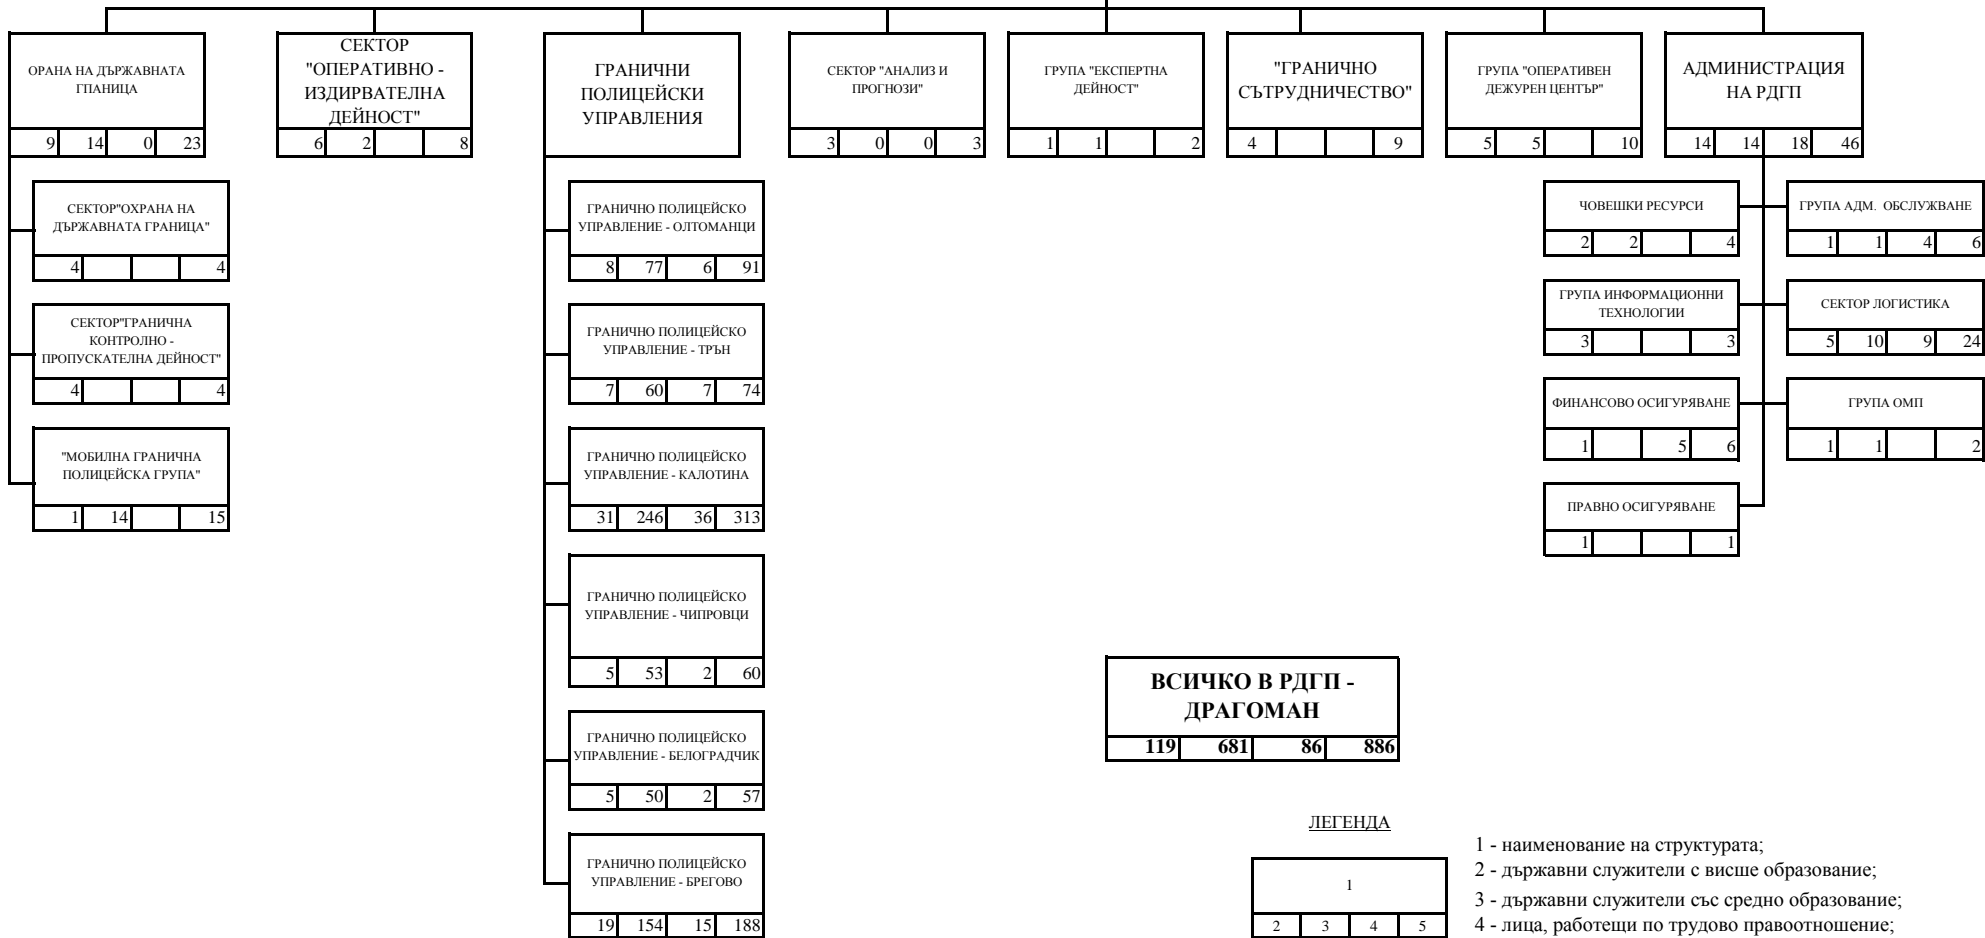 ОРАНА НА ДЪРЖАВНАТА
ГПАНИЦА
9 14 0 23
СЕКТОР
"ОПЕРАТИВНО -
ИЗДИРВАТЕЛНА
ДЕЙНОСТ"
6 2 8
ГРАНИЧНИ
ПОЛИЦЕЙСКИ
УПРАВЛЕНИЯ
СЕКТОР "АНАЛИЗ И
ПРОГНОЗИ"
3 0 0 3
ГРУПА "ЕКСПЕРТНА
ДЕЙНОСТ"
1 1 2
"ГРАНИЧНО
СЪТРУДНИЧЕСТВО"
4 9
ГРУПА "ОПЕРАТИВЕН
ДЕЖУРЕН ЦЕНТЪР"
5 5 10
АДМИНИСТРАЦИЯ
НА РДГП
14 14 18 46
СЕКТОР"ОХРАНА НА
ДЪРЖАВНАТА ГРАНИЦА"
4 4
СЕКТОР"ГРАНИЧНА
КОНТРОЛНО -
ПРОПУСКАТЕЛНА ДЕЙНОСТ"
4 4
"МОБИЛНА ГРАНИЧНА
ПОЛИЦЕЙСКА ГРУПА"
1 14 15
ГРАНИЧНО ПОЛИЦЕЙСКО
УПРАВЛЕНИЕ - ОЛТОМАНЦИ
8 77 6 91
ГРАНИЧНО ПОЛИЦЕЙСКО
УПРАВЛЕНИЕ - ТРЪН
7 60 7 74
ГРАНИЧНО ПОЛИЦЕЙСКО
УПРАВЛЕНИЕ - КАЛОТИНА
31 246 36 313
ГРАНИЧНО ПОЛИЦЕЙСКО
УПРАВЛЕНИЕ - ЧИПРОВЦИ
5 53 2 60
ГРАНИЧНО ПОЛИЦЕЙСКО
УПРАВЛЕНИЕ - БЕЛОГРАДЧИК
5 50 2 57
ГРАНИЧНО ПОЛИЦЕЙСКО
УПРАВЛЕНИЕ - БРЕГОВО
19 154 15 188
ЧОВЕШКИ РЕСУРСИ
2 2 4
ГРУПА АДМ. ОБСЛУЖВАНЕ
1 1 4 6
ГРУПА ИНФОРМАЦИОННИ
ТЕХНОЛОГИИ
3 3
СЕКТОР ЛОГИСТИКА
5 10 9 24
ФИНАНСОВО ОСИГУРЯВАНЕ
1 5 6
ГРУПА ОМП
1 1 2
ПРАВНО ОСИГУРЯВАНЕ
1 1
ВСИЧКО В РДГП -
ДРАГОМАН
119 681 86 886
ЛЕГЕНДА
1
2 3 4 5
1 - наименование на структурата;
2 - държавни служители с висше образование;
3 - държавни служители със средно образование;
4 - лица, работещи по трудово правоотношение;